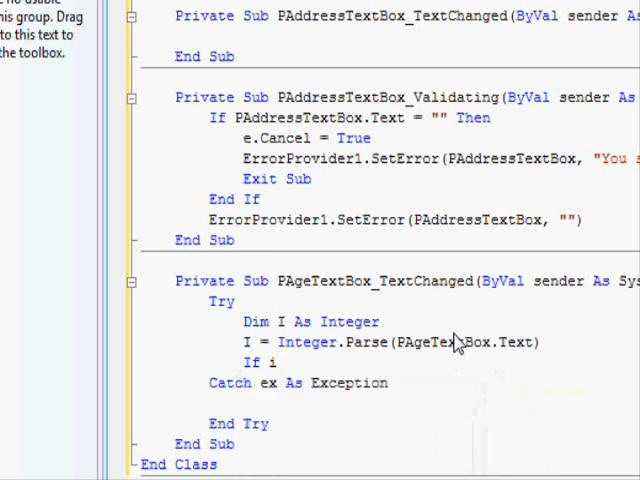 e no usable
his group. Drag
to this text to
the toolbox.
Private Sub PAddressTextBox_TextChanged(ByVal sender As
End Sub
Private Sub PAddressTextBox_Validating(ByVal sender As
If PAddressTextBox.Text = "" Then
e.Cancel = True
ErrorProvider1.SetError(PAddressTextBox, "You s
Exit Sub
End If
ErrorProvider1.SetError(PAddressTextBox, "")
End Sub
Private Sub PAgeTextBox_TextChanged(ByVal sender As Sys
Try
Dim I As Integer
I = Integer.Parse(PAgeTextBox.Text)
If i
Catch ex As Exception
End Try
End Sub
End Class